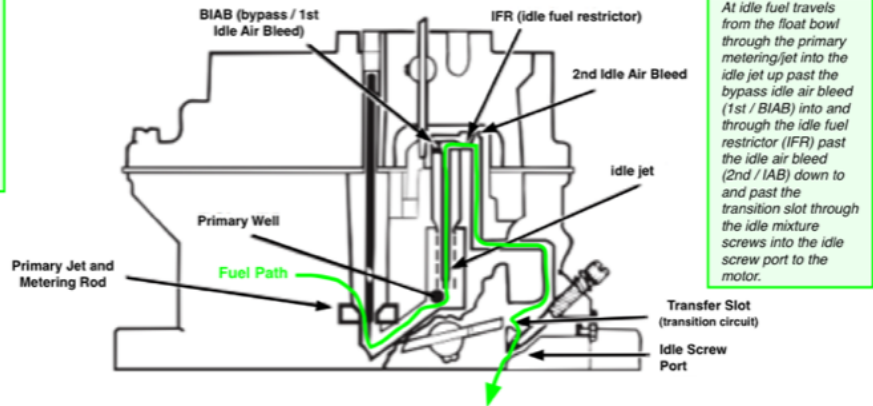 BIAB (bypass / 1st
Idle Air Bleed)
IFR (idle fuel restrictor)
2nd Idle Air Bleed
idle jet
Primary Well
Primary Jet and
Metering Rod
Fuel Path
Transfer Slot
(transition circuit)
Idle Screw
Port
At idle fuel travels
from the float bowl
through the primary
metering/jet into the
idle jet up past the
bypass idle air bleed
(1st / BIAB) into and
through the idle fuel
restrictor (IFR) past
the idle air bleed
(2nd / IAB) down to
and past the
transition slot through
the idle mixture
screws into the idle
screw port to the
motor.